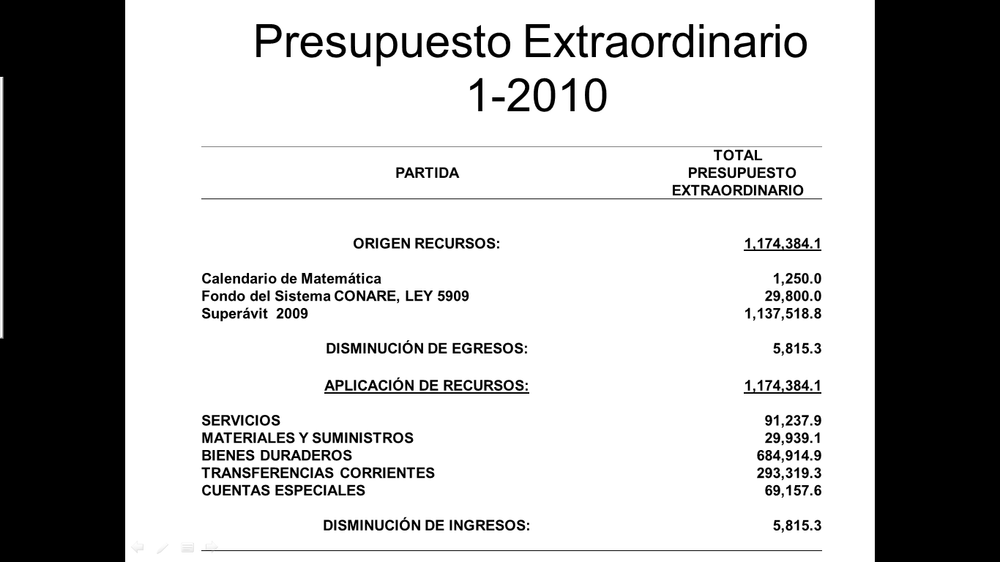 Presupuesto Extraordinario
1-2010
PARTIDA
TOTAL
PRESUPUESTO
EXTRAORDINARIO
ORIGEN RECURSOS: 1,174,384.1
Calendario de Matemática 1,250.0
Fondo del Sistema CONARE, LEY 5909 29,800.0
Superávit 2009 1,137,518.8
DISMINUCIÓN DE EGRESOS: 5,815.3
APLICACIÓN DE RECURSOS: 1,174,384.1
SERVICIOS 91,237.9
MATERIALES Y SUMINISTROS 29,939.1
BIENES DURADEROS 684,914.9
TRANSFERENCIAS CORRIENTES 293,319.3
CUENTAS ESPECIALES 69,157.6
DISMINUCIÓN DE INGRESOS: 5,815.3